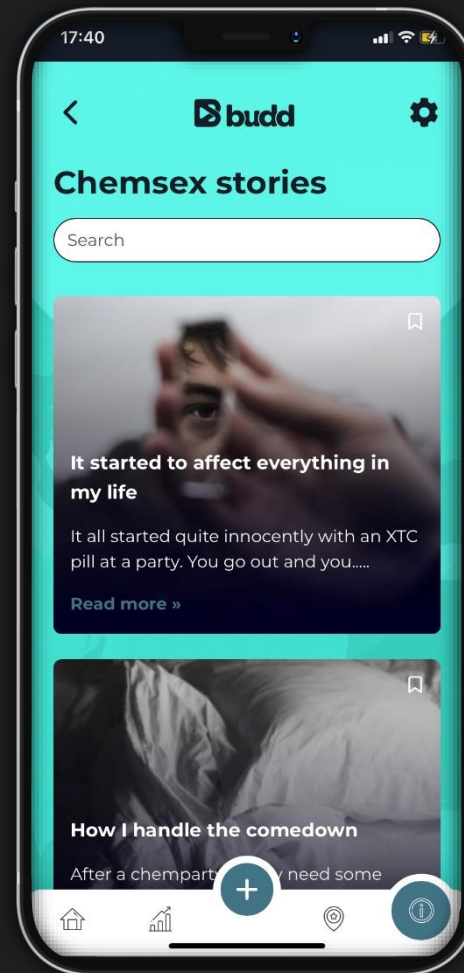 17:40
budd
Chemsex stories
Search
It started to affect everything in
my life
It all started quite innocently with an XTC
pill at a party. You go out and you.....
Read more »
How I handle the comedown
After a chemparty need some